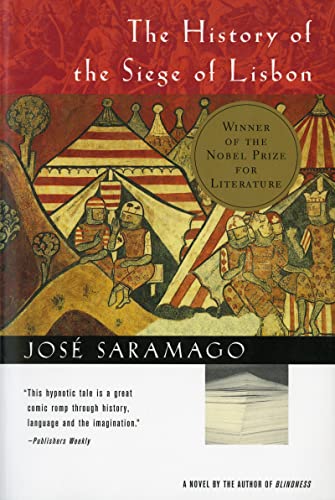 The History of
the Siege of Lisbon
WINNER
OF THE
NOBEL PRIZE
FOR
LITERATURE
JOSÉ SARAMAGO
"This hypnotic tale is a great
comic romp through history,
language and the imagination."
—Publishers Weekly
A NOVEL BY THE AUTHOR OF BLINDNESS